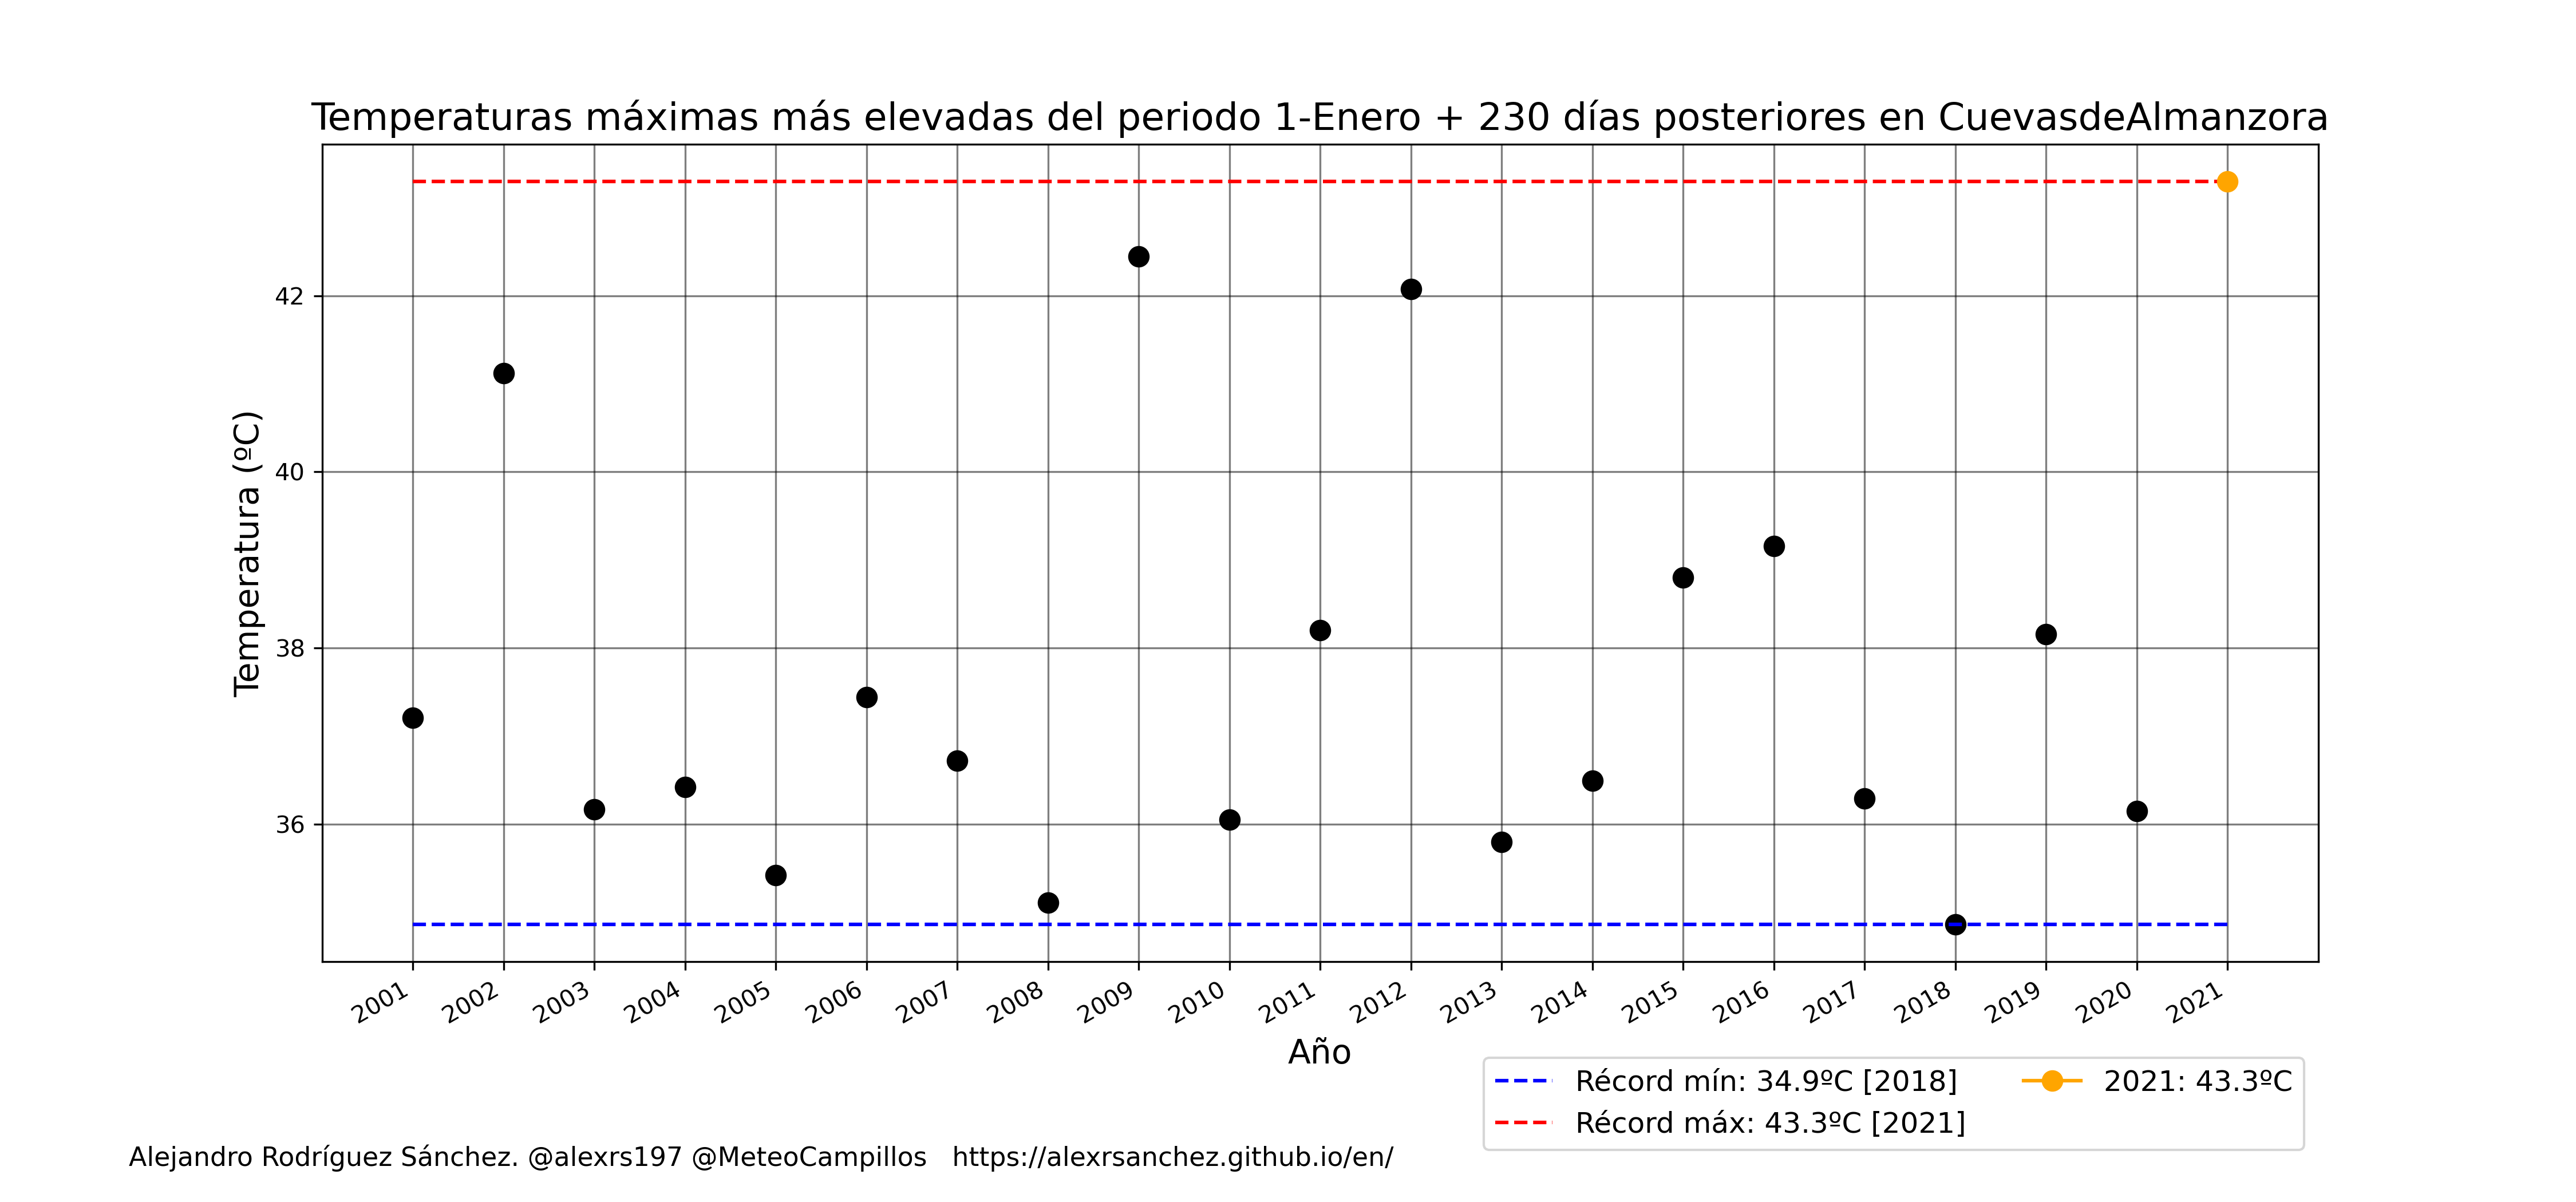 Temperaturas máximas más elevadas del periodo 1-Enero + 230 días posteriores en CuevasdeAlmanzora
Temperatura (ºC)
42
40
38
36
2001 2002 2003 2004 2005 2006 2007 2008 2009 2010 2011 2012 2013 2014 2015 2016 2017 2018 2019 2020 2021
Año
Récord mín: 34.9ºC [2018]
Récord máx: 43.3ºC [2021]
2021: 43.3ºC
Alejandro Rodríguez Sánchez. @alexrs197 @MeteoCampillos https://alexrsanchez.github.io/en/